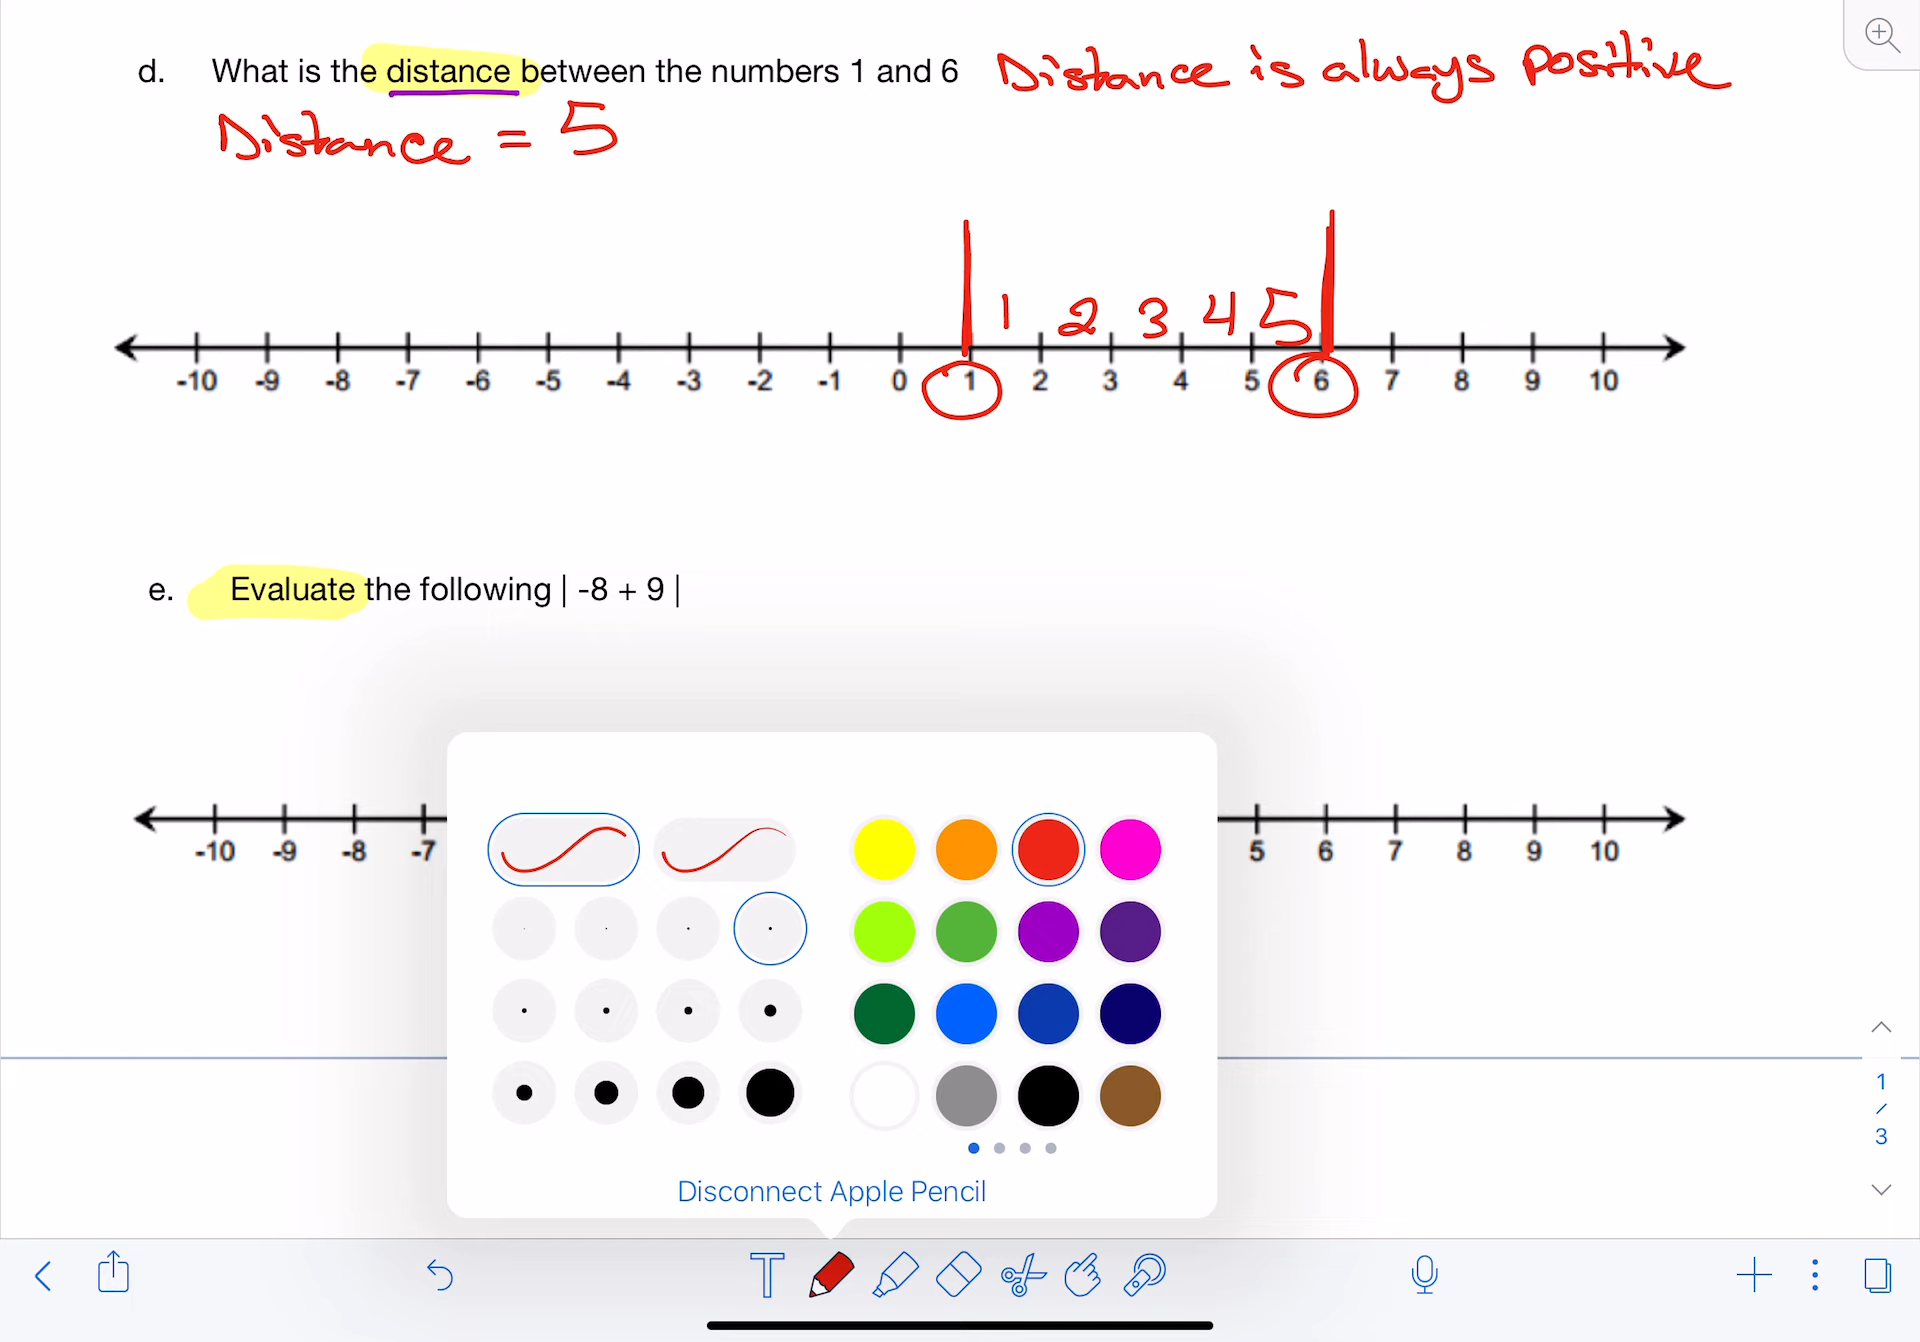 d. What is the distance between the numbers 1 and 6 Distance is always positive
Distance = 5
1 2 3 4 5
-10 -9 -8 -7 -6 -5 -4 -3 -2 -1 0 1 2 3 4 5 6 7 8 9 10
e. Evaluate the following | -8 + 9 |
-10 -9 -8 -7 5 6 7 8 9 10
1
/
3
Disconnect Apple Pencil
T